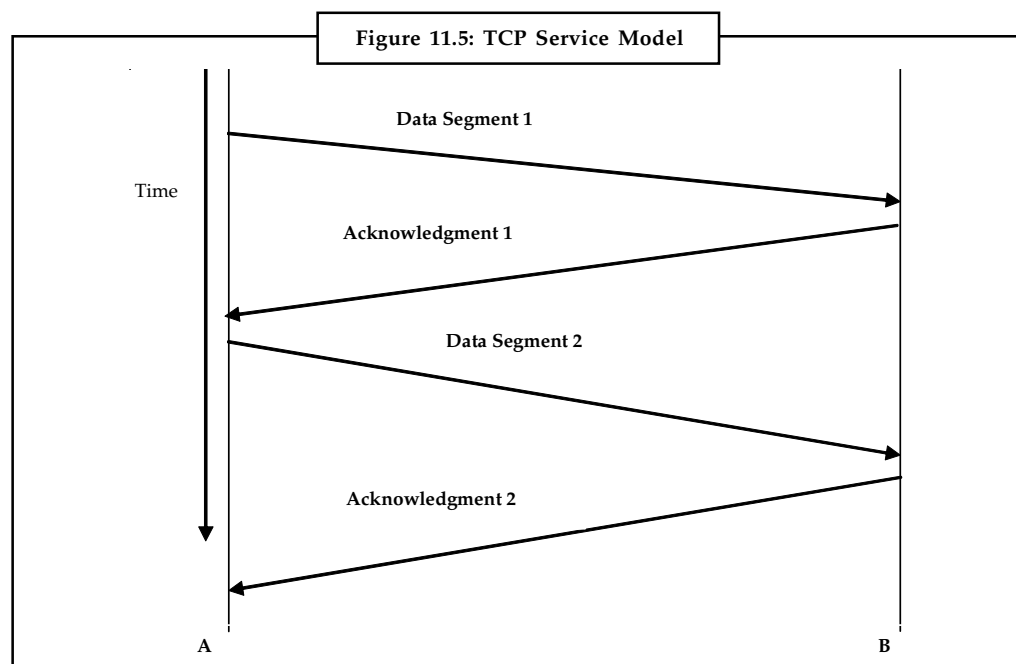 Figure 11.5: TCP Service Model
Data Segment 1
Time
Acknowledgment 1
Data Segment 2
Acknowledgment 2
A
B